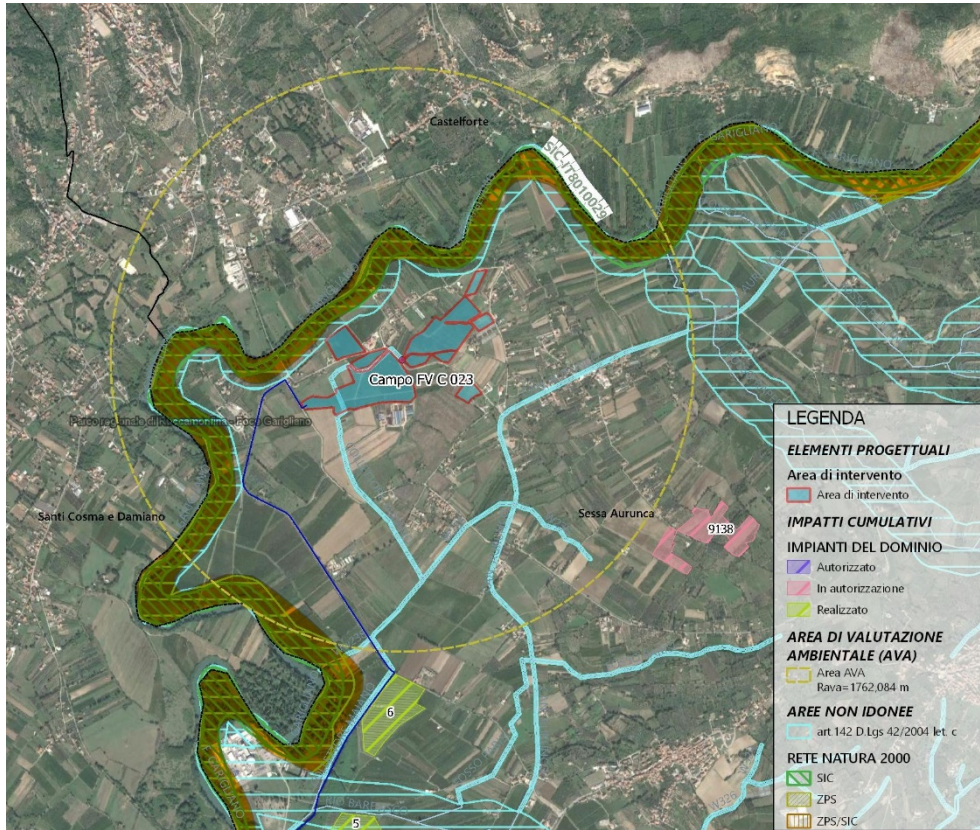 Castelforte
GARIGLIANO
SIC-IT8010029
Campo FV C 023
Santi Cosma e Damiano
Sessa Aurunca
9138
6
5
LEGENDA
ELEMENTI PROGETTUALI
Area di intervento
Area di intervento
IMPATTI CUMULATIVI
IMPIANTI DEL DOMINIO
Autorizzato
In autorizzazione
Realizzato
AREA DI VALUTAZIONE
AMBIENTALE (AVA)
Area AVA
Rava=1762,084 m
AREE NON IDONEE
art 142 D.Lgs 42/2004 let. c
RETE NATURA 2000
SIC
ZPS
ZPS/SIC